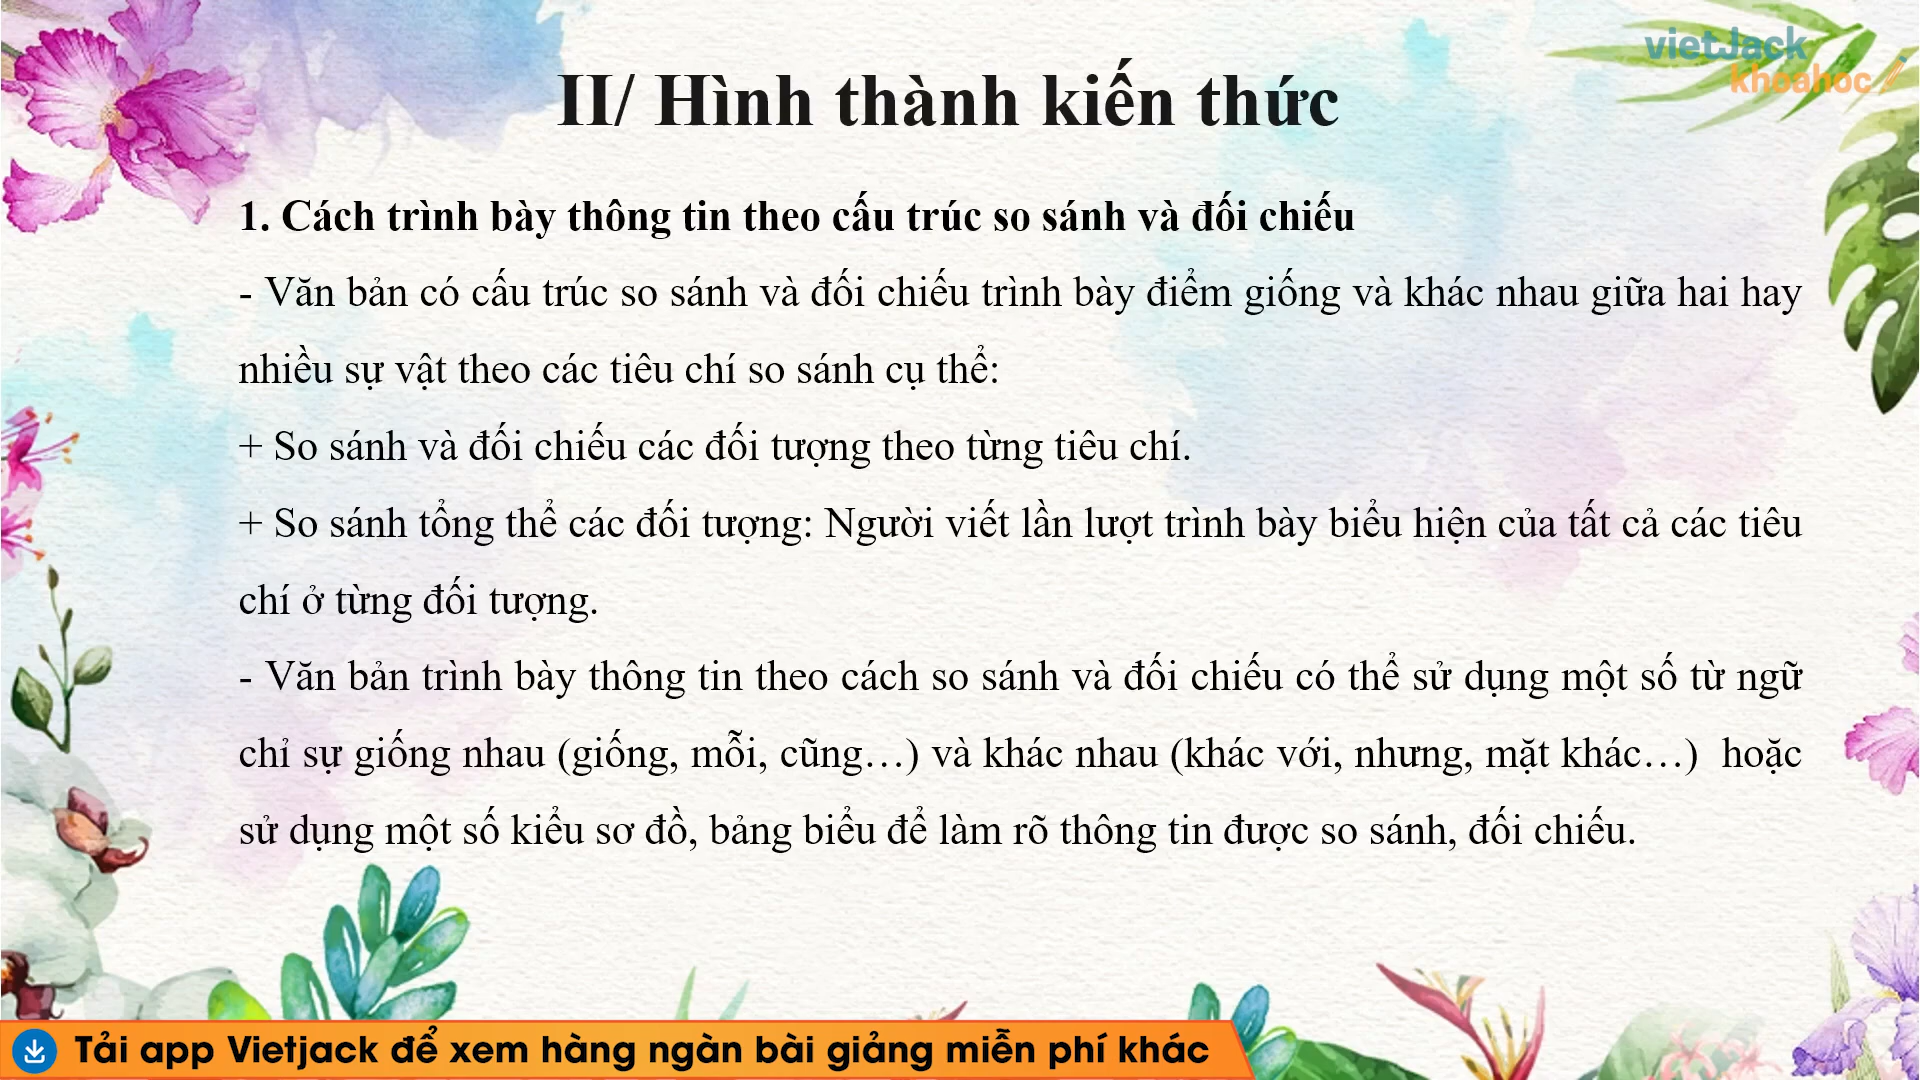 vietJack
khoahoc
II/ Hình thành kiến thức
1. Cách trình bày thông tin theo cấu trúc so sánh và đối chiếu
- Văn bản có cấu trúc so sánh và đối chiếu trình bày điểm giống và khác nhau giữa hai hay
nhiều sự vật theo các tiêu chí so sánh cụ thể:
+ So sánh và đối chiếu các đối tượng theo từng tiêu chí.
+ So sánh tổng thể các đối tượng: Người viết lần lượt trình bày biểu hiện của tất cả các tiêu
chí ở từng đối tượng.
- Văn bản trình bày thông tin theo cách so sánh và đối chiếu có thể sử dụng một số từ ngữ
chỉ sự giống nhau (giống, mỗi, cũng…) và khác nhau (khác với, nhưng, mặt khác…) hoặc
sử dụng một số kiểu sơ đồ, bảng biểu để làm rõ thông tin được so sánh, đối chiếu.
Tải app Vietjack để xem hàng ngàn bài giảng miễn phí khác